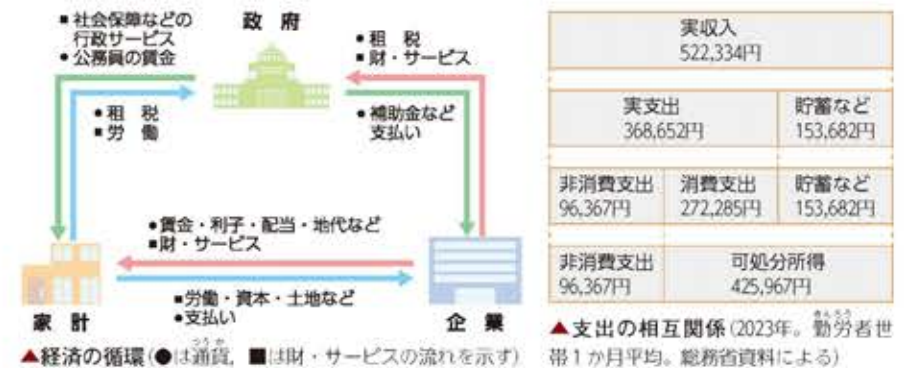 ■社会保障などの
行政サービス
●公務員の賃金
政 府
●租 税
■財・サービス
●租 税
■労 働
●補助金など
支払い
●賃金・利子・配当・地代など
■財・サービス
■労働・資本・土地など
●支払い
家 計
企 業
▲経済の循環(●は通貨,■は財・サービスの流れを示す)
つう か
実収入
522,334円
実支出
368,652円
貯蓄など
153,682円
非消費支出
96,367円
消費支出
272,285円
貯蓄など
153,682円
非消費支出
96,367円
可処分所得
425,967円
きんろう
▲支出の相互関係(2023年。勤労者世
帯1か月平均。総務省資料による)